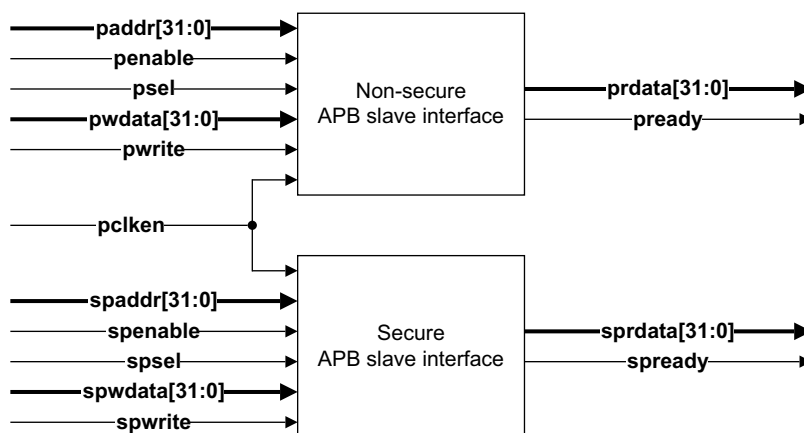 paddr[31:0]
penable
psel
pwdata[31:0]
pwrite
Non-secure
APB slave interface
prdata[31:0]
pready
pclken
spaddr[31:0]
spenable
spsel
spwdata[31:0]
spwrite
Secure
APB slave interface
sprdata[31:0]
spready